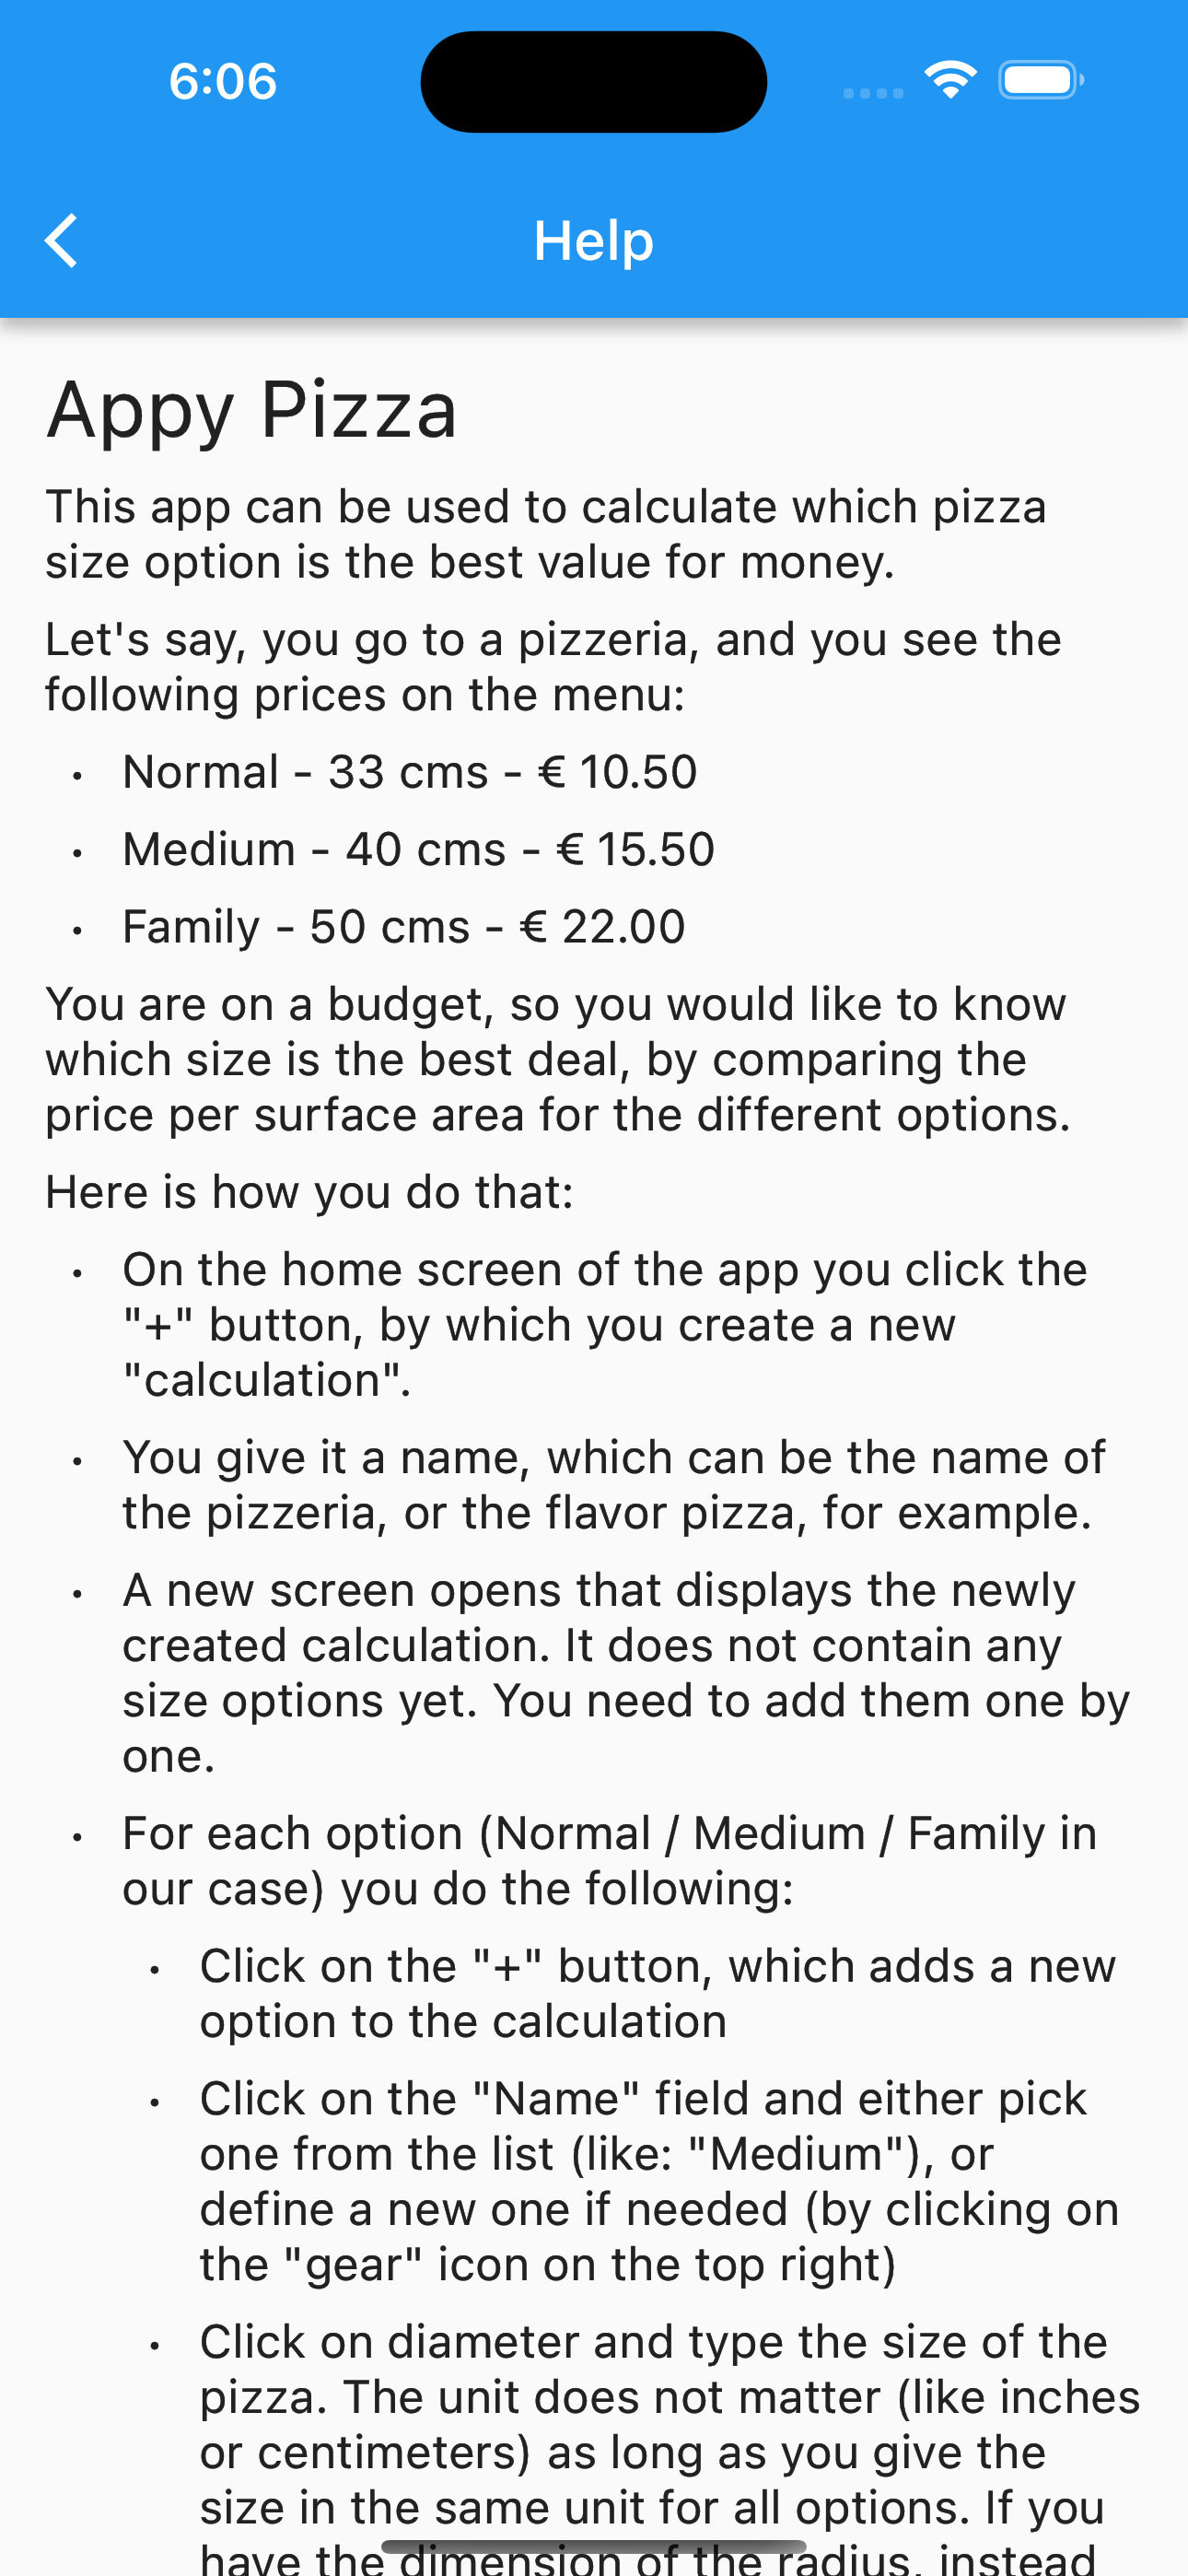 6:06
Help
Appy Pizza
This app can be used to calculate which pizza
size option is the best value for money.
Let's say, you go to a pizzeria, and you see the
following prices on the menu:
• Normal - 33 cms - € 10.50
• Medium - 40 cms - € 15.50
• Family - 50 cms - € 22.00
You are on a budget, so you would like to know
which size is the best deal, by comparing the
price per surface area for the different options.
Here is how you do that:
• On the home screen of the app you click the
"+" button, by which you create a new
"calculation".
• You give it a name, which can be the name of
the pizzeria, or the flavor pizza, for example.
• A new screen opens that displays the newly
created calculation. It does not contain any
size options yet. You need to add them one by
one.
• For each option (Normal / Medium / Family in
our case) you do the following:
• Click on the "+" button, which adds a new
option to the calculation
• Click on the "Name" field and either pick
one from the list (like: "Medium"), or
define a new one if needed (by clicking on
the "gear" icon on the top right)
• Click on diameter and type the size of the
pizza. The unit does not matter (like inches
or centimeters) as long as you give the
size in the same unit for all options. If you
have the dimension of the radius, instead